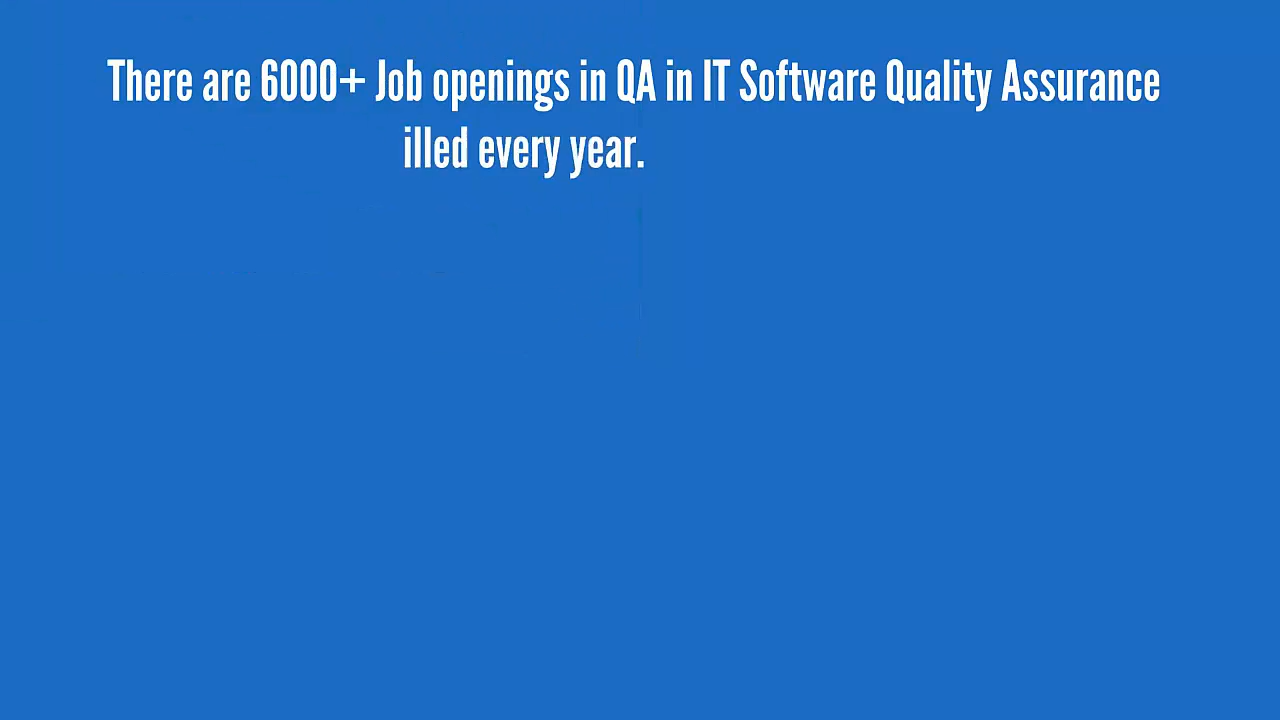 There are 6000+ Job openings in QA in IT Software Quality Assurance
illed every year.